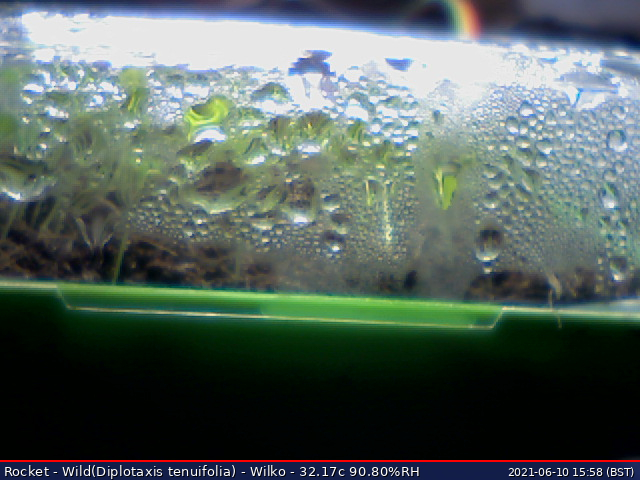 Rocket - Wild(Diplotaxis tenuifolia) - Wilko - 32.17c 90.80%RH 2021-06-10 15:58 (BST)